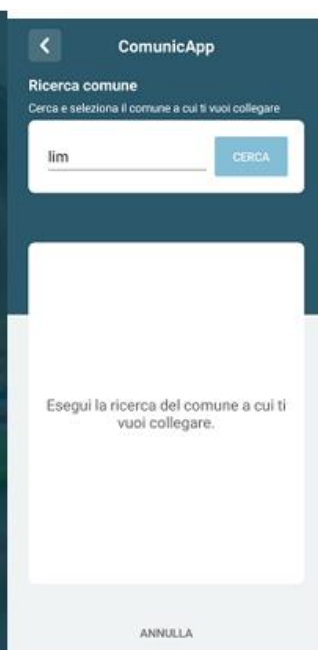 ComunicApp
Ricerca comune
Cerca e seleziona il comune a cui ti vuoi collegare
lim
CERCA
Esegui la ricerca del comune a cui ti
vuoi collegare.
ANNULLA